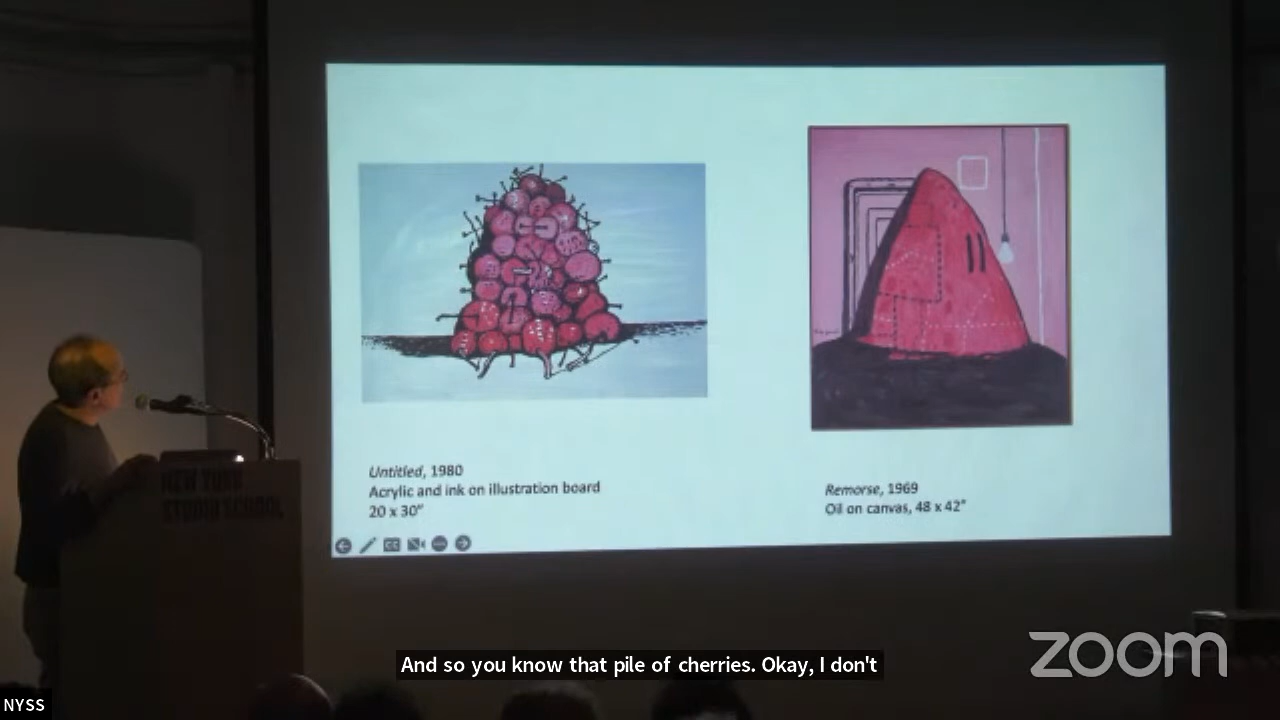 Untitled, 1980
Acrylic and ink on illustration board
20 x 30"
Remorse, 1969
Oil on canvas, 48 x 42"
NEW YORK
STUDIO SCHOOL
CC
And so you know that pile of cherries. Okay, I don't
zoom
NYSS